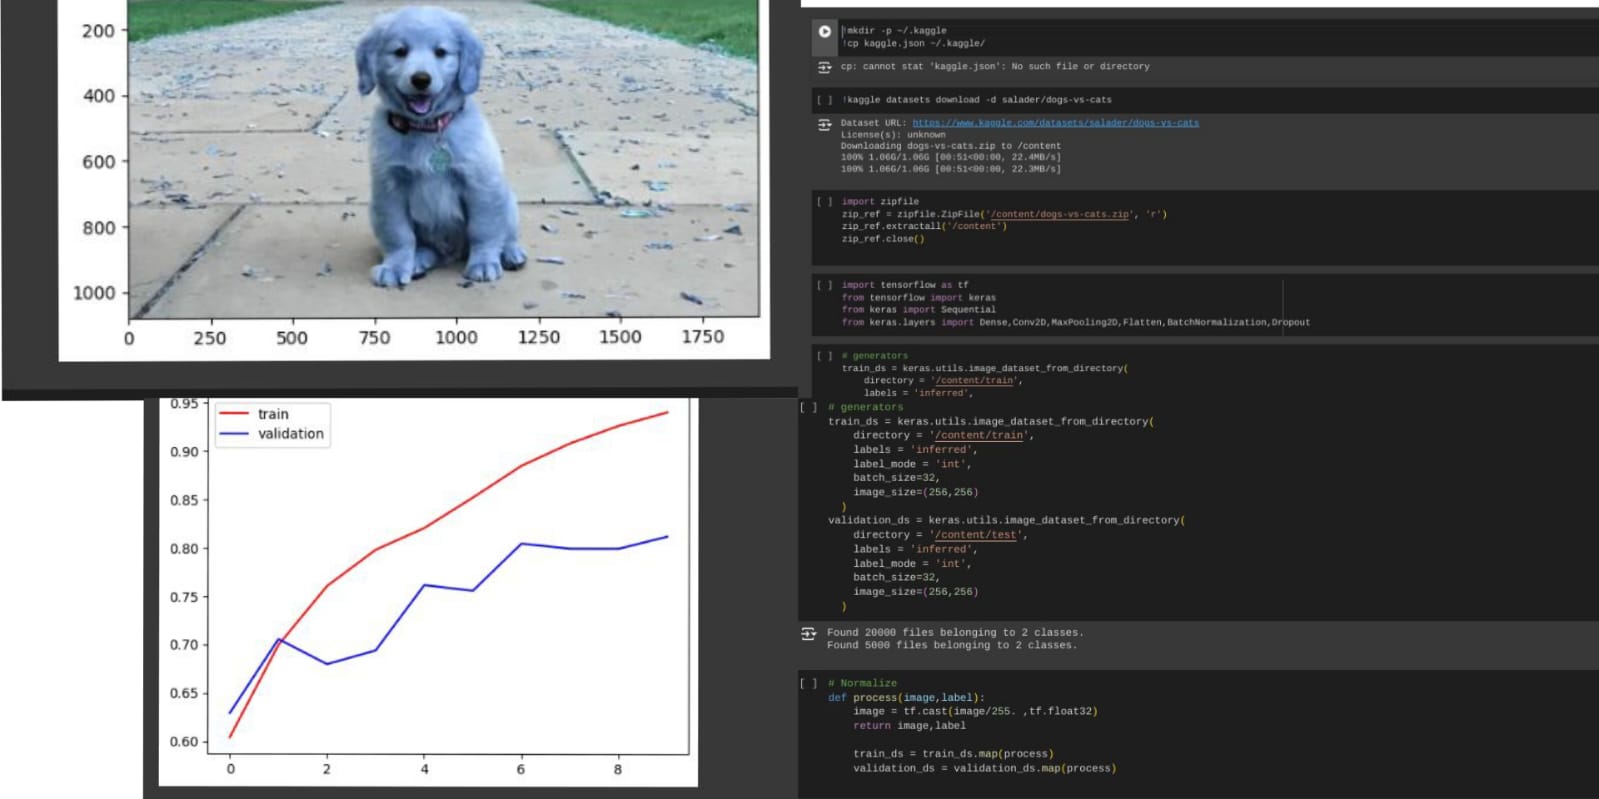 200
400
600
800
1000
0 250 500 750 1000 1250 1500 1750
0.95
train
validation
0.90
0.85
0.80
0.75
0.70
0.65
0.60
0 2 4 6 8
!mkdir -p ~/.kaggle
!cp kaggle.json ~/.kaggle/
cp: cannot stat 'kaggle.json': No such file or directory
[ ] !kaggle datasets download -d salader/dogs-vs-cats
Dataset URL: https://www.kaggle.com/datasets/salader/dogs-vs-cats
License(s): unknown
Downloading dogs-vs-cats.zip to /content
100% 1.06G/1.06G [00:51<00:00, 22.4MB/s]
100% 1.06G/1.06G [00:51<00:00, 22.3MB/s]
[ ] import zipfile
zip_ref = zipfile.ZipFile('/content/dogs-vs-cats.zip', 'r')
zip_ref.extractall('/content')
zip_ref.close()
[ ] import tensorflow as tf
from tensorflow import keras
from keras import Sequential
from keras.layers import Dense,Conv2D,MaxPooling2D,Flatten,BatchNormalization,Dropout
[ ] # generators
train_ds = keras.utils.image_dataset_from_directory(
directory = '/content/train',
labels = 'inferred',
[ ] # generators
train_ds = keras.utils.image_dataset_from_directory(
directory = '/content/train',
labels = 'inferred',
label_mode = 'int',
batch_size=32,
image_size=(256,256)
)
validation_ds = keras.utils.image_dataset_from_directory(
directory = '/content/test',
labels = 'inferred',
label_mode = 'int',
batch_size=32,
image_size=(256,256)
)
Found 20000 files belonging to 2 classes.
Found 5000 files belonging to 2 classes.
[ ] # Normalize
def process(image,label):
image = tf.cast(image/255. ,tf.float32)
return image,label
train_ds = train_ds.map(process)
validation_ds = validation_ds.map(process)